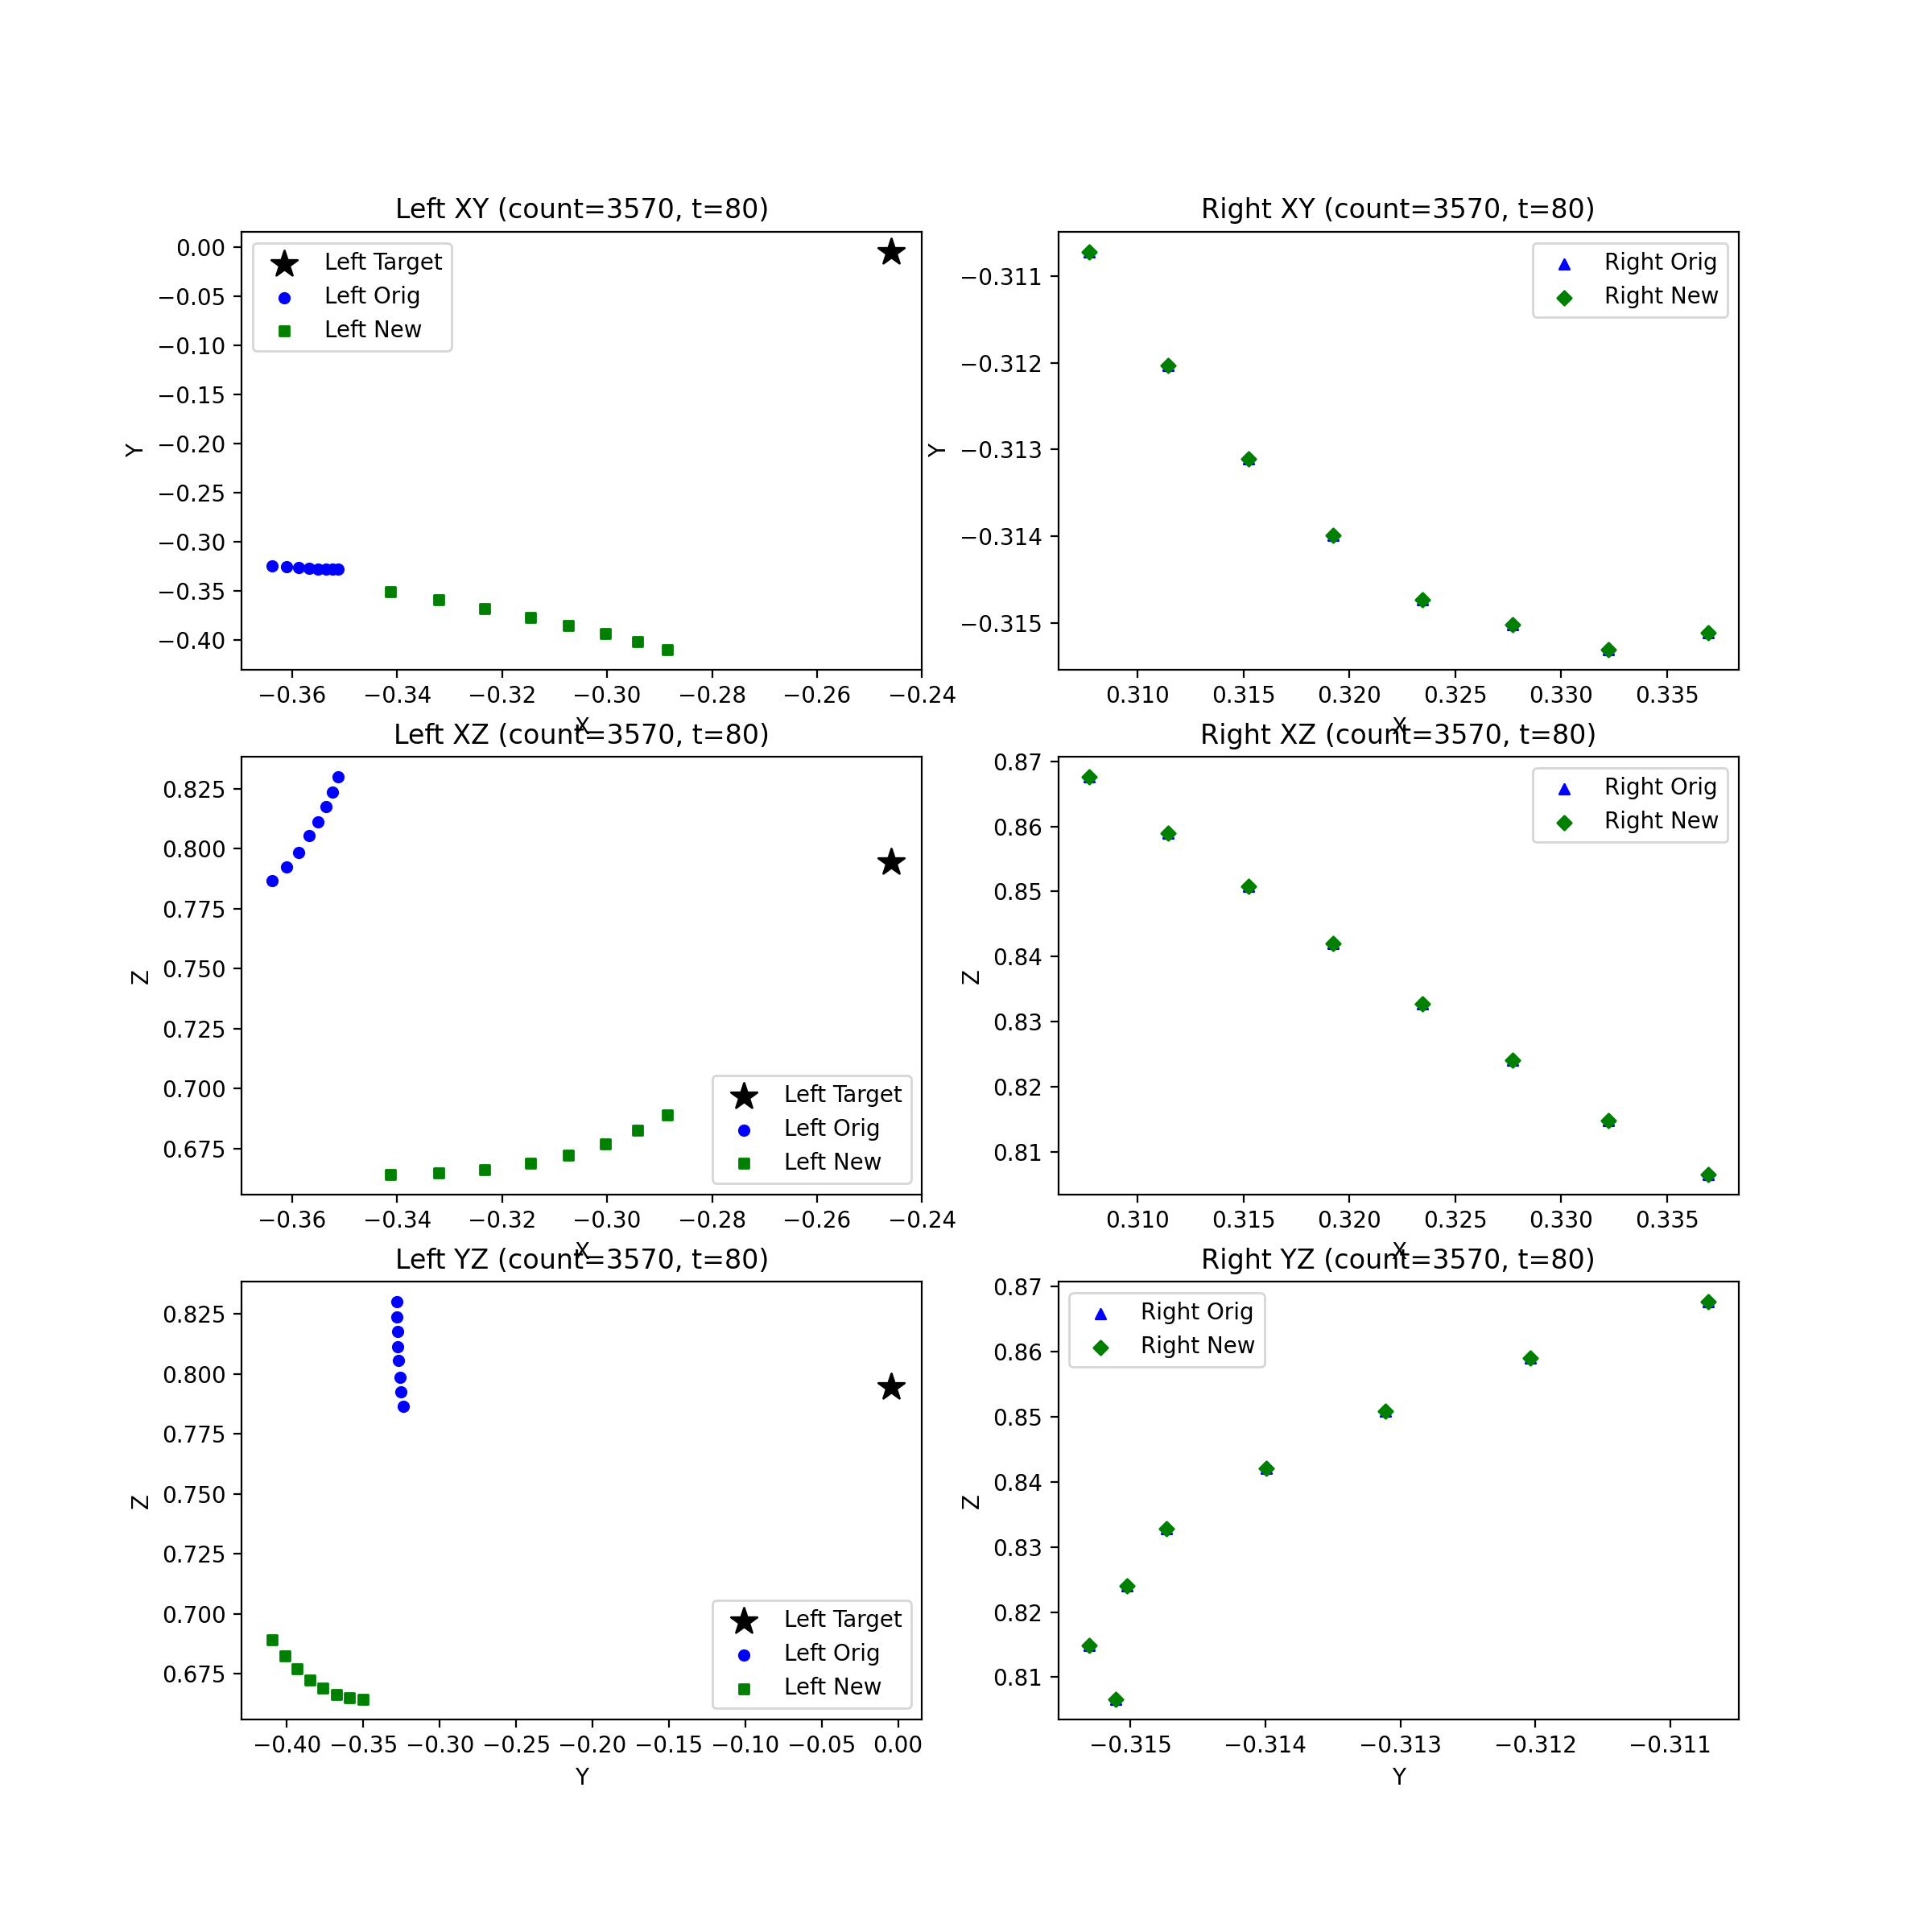 Left XY (count=3570, t=80)
0.00
−0.05
−0.10
−0.15
−0.20
−0.25
−0.30
−0.35
−0.40
Y
Left Target
Left Orig
Left New
−0.36 −0.34 −0.32 −0.30 −0.28 −0.26 −0.24
X
Right XY (count=3570, t=80)
−0.311
−0.312
−0.313
−0.314
−0.315
Y
Right Orig
Right New
0.310 0.315 0.320 0.325 0.330 0.335
X
Left XZ (count=3570, t=80)
0.825
0.800
0.775
0.750
0.725
0.700
0.675
Z
Left Target
Left Orig
Left New
−0.36 −0.34 −0.32 −0.30 −0.28 −0.26 −0.24
X
Right XZ (count=3570, t=80)
0.87
0.86
0.85
0.84
0.83
0.82
0.81
Z
Right Orig
Right New
0.310 0.315 0.320 0.325 0.330 0.335
X
Left YZ (count=3570, t=80)
0.825
0.800
0.775
0.750
0.725
0.700
0.675
Z
Left Target
Left Orig
Left New
−0.40 −0.35 −0.30 −0.25 −0.20 −0.15 −0.10 −0.05 0.00
Y
Right YZ (count=3570, t=80)
0.87
0.86
0.85
0.84
0.83
0.82
0.81
Z
Right Orig
Right New
−0.315 −0.314 −0.313 −0.312 −0.311
Y